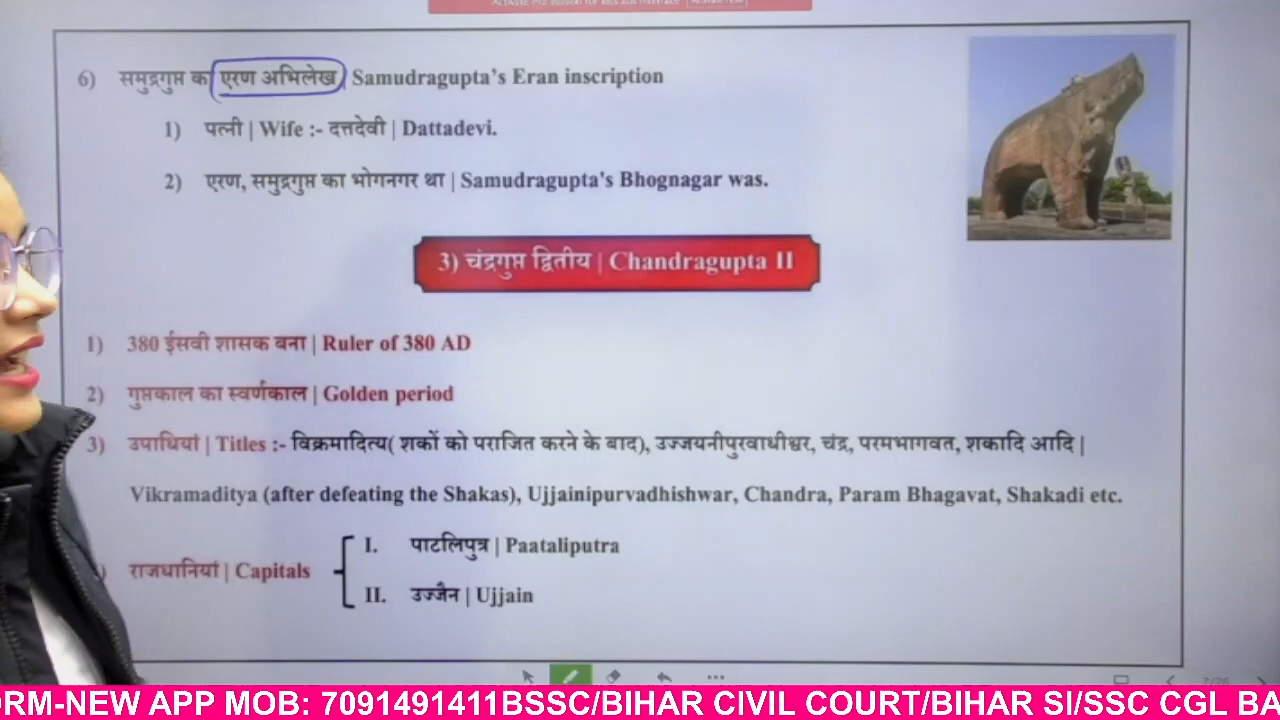 6) समुद्रगुप्त का एरण अभिलेख Samudragupta's Eran inscription
1) पत्नी | Wife :- दत्तदेवी | Dattadevi.
2) एरण, समुद्रगुप्त का भोगनगर था | Samudragupta's Bhognagar was.
3) चंद्रगुप्त द्वितीय | Chandragupta II
1) 380 ईसवी शासक बना | Ruler of 380 AD
2) गुप्तकाल का स्वर्णकाल | Golden period
3) उपाधियां | Titles :- विक्रमादित्य( शकों को पराजित करने के बाद), उज्जयनीपुरवाधीश्वर, चंद्र, परमभागवत, शकादि आदि |
Vikramaditya (after defeating the Shakas), Ujjainipurvadhishwar, Chandra, Param Bhagavat, Shakadi etc.
) राजधानियां | Capitals
I. पाटलिपुत्र | Paataliputra
II. उज्जैन | Ujjain
7/26
ORM-NEW APP MOB: 7091491411BSSC/BIHAR CIVIL COURT/BIHAR SI/SSC CGL BA